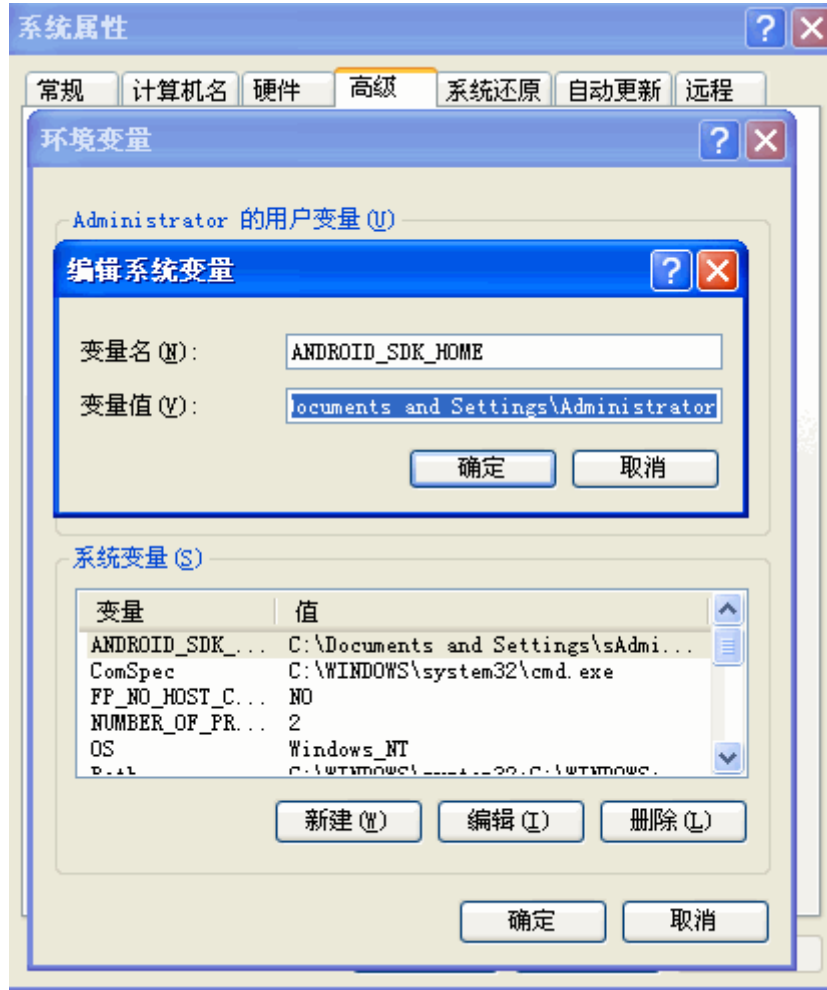 系统属性
常规 计算机名 硬件 高级 系统还原 自动更新 远程
环境变量
Administrator 的用户变量(U)
编辑系统变量
变量名(N): ANDROID_SDK_HOME
变量值(V): ocuments and Settings\Administrator
确定 取消
系统变量(S)
变量 值
ANDROID_SDK_... C:\Documents and Settings\sAdmi...
ComSpec C:\WINDOWS\system32\cmd.exe
FP_NO_HOST_C... NO
NUMBER_OF_PR... 2
OS Windows_NT
新建(W) 编辑(I) 删除(L)
确定 取消